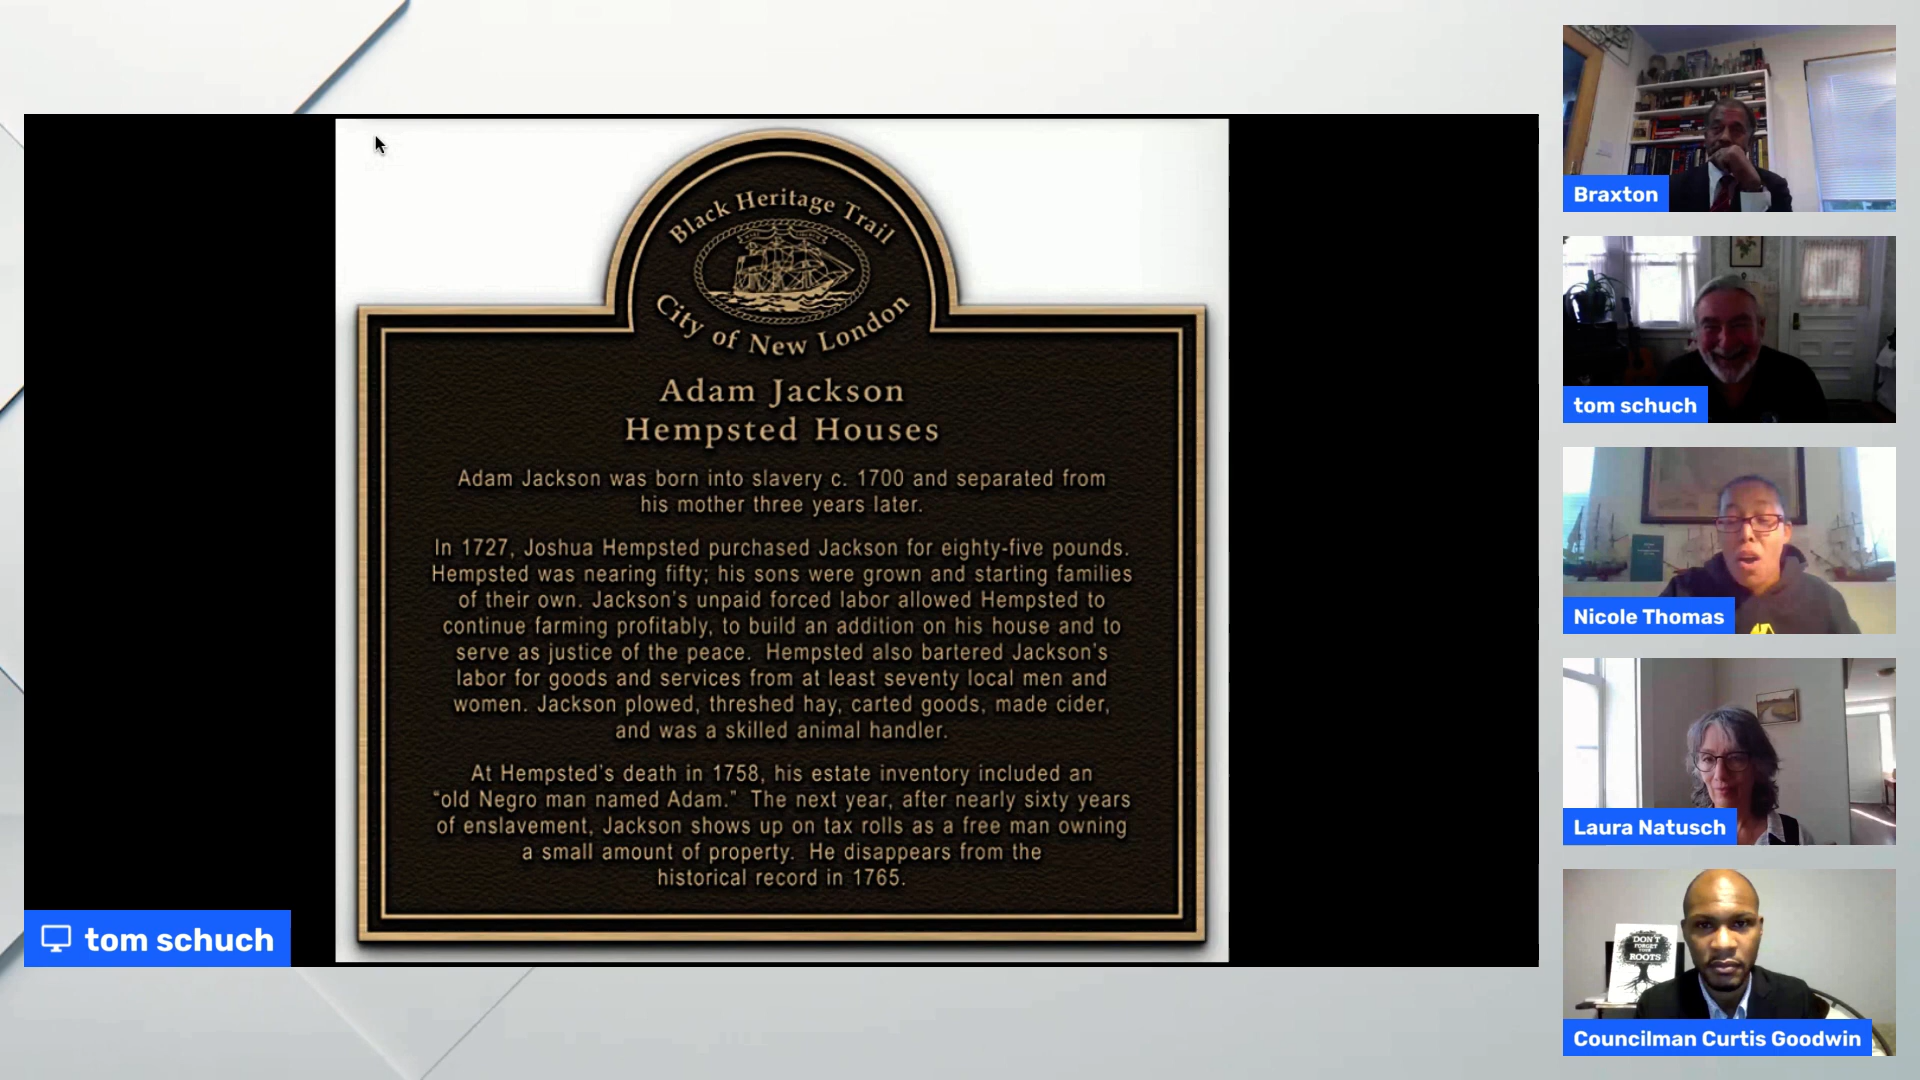 Black Heritage Trail
City of New London
Adam Jackson
Hempsted Houses
Adam Jackson was born into slavery c. 1700 and separated from
his mother three years later.
In 1727, Joshua Hempsted purchased Jackson for eighty-five pounds.
Hempsted was nearing fifty; his sons were grown and starting families
of their own. Jackson's unpaid forced labor allowed Hempsted to
continue farming profitably, to build an addition on his house and to
serve as justice of the peace. Hempsted also bartered Jackson's
labor for goods and services from at least seventy local men and
women. Jackson plowed, threshed hay, carted goods, made cider,
and was a skilled animal handler.
At Hempsted's death in 1758, his estate inventory included an
“old Negro man named Adam.” The next year, after nearly sixty years
of enslavement, Jackson shows up on tax rolls as a free man owning
a small amount of property. He disappears from the
historical record in 1765.
tom schuch
Braxton
tom schuch
Nicole Thomas
Laura Natusch
DON'T
FORGET
YOUR
ROOTS
Councilman Curtis Goodwin